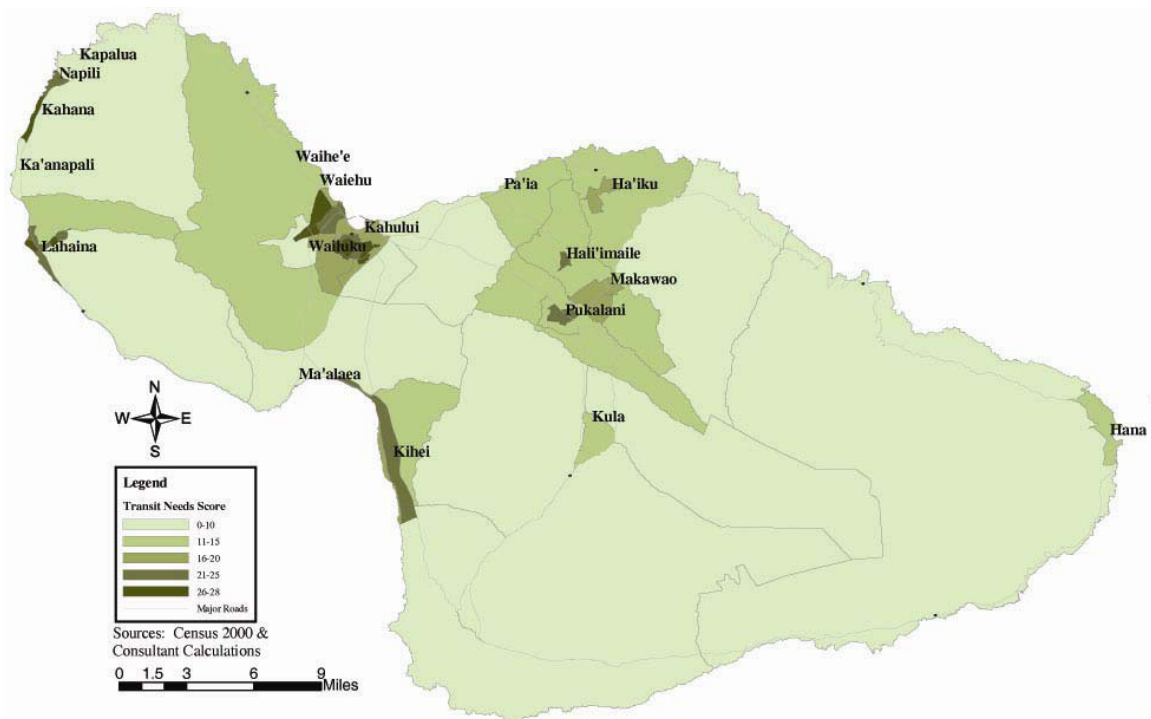 Kapalua
Napili
Kahana
Ka'anapali
Lahaina
Waihe'e
Waiehu
Kahului
Wailuku
Pa'ia
Ha'iku
Hali'imaile
Makawao
Pukalani
Ma'alaea
Kihei
Kula
Hana
N
W E
S
Legend
Transit Needs Score
0-10
11-15
16-20
21-25
26-28
Major Roads
Sources: Census 2000 &
Consultant Calculations
0 1.5 3 6 9
Miles